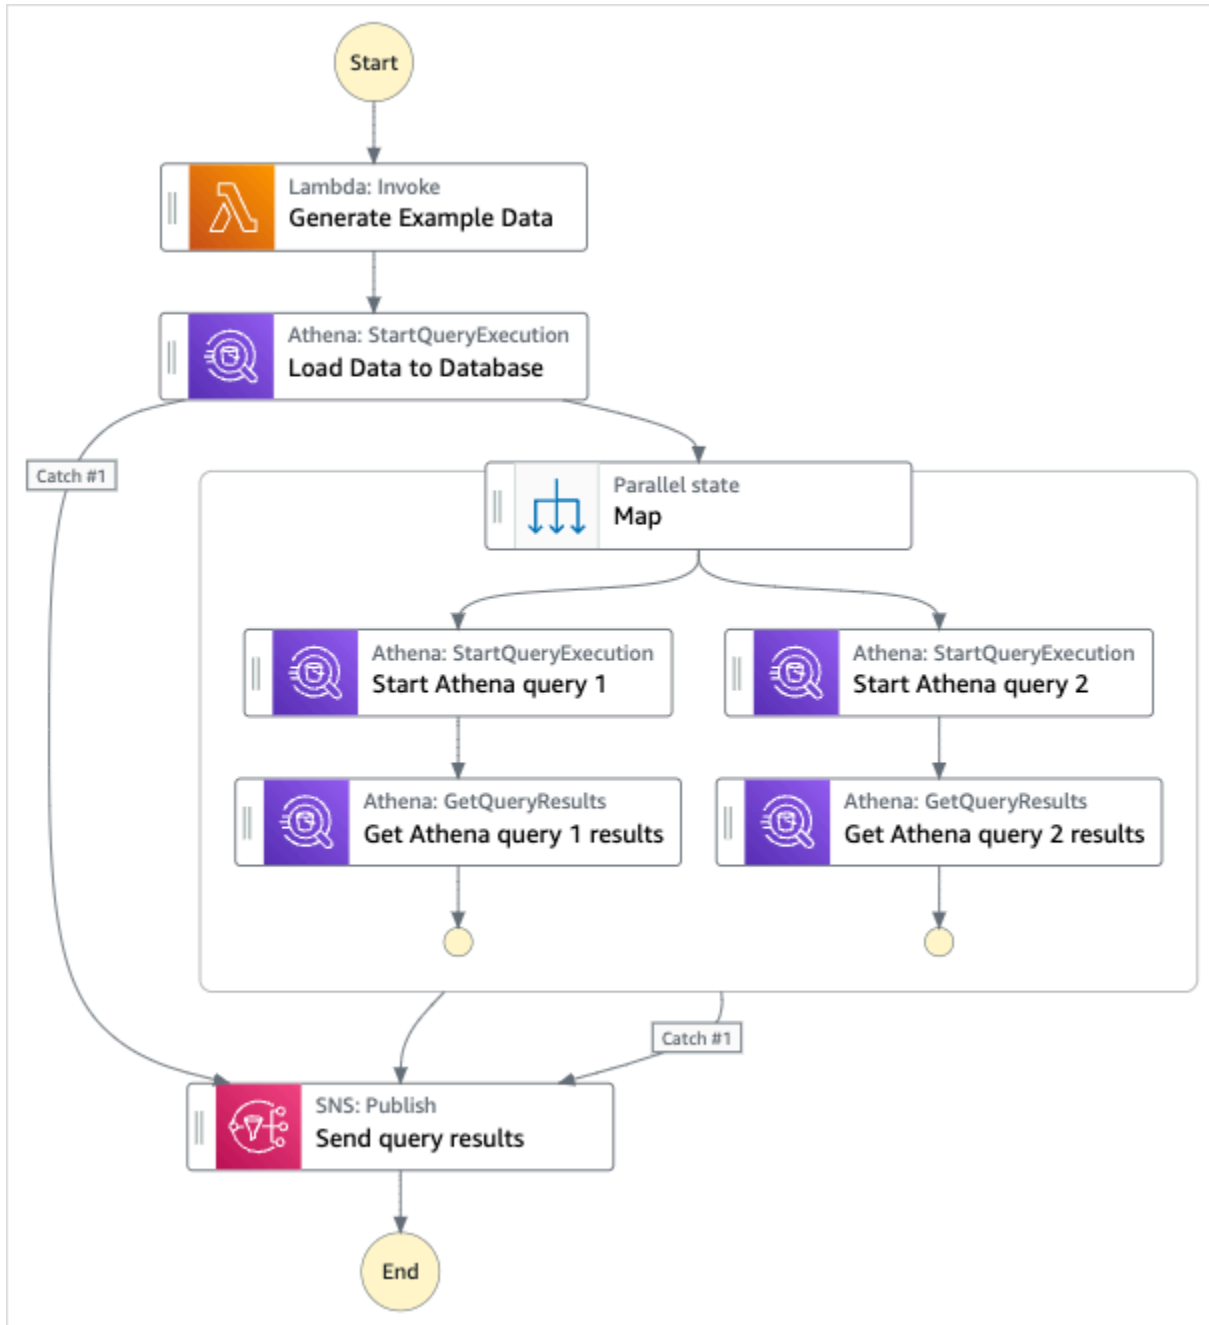 Start
Lambda: Invoke
Generate Example Data
Athena: StartQueryExecution
Load Data to Database
Catch #1
Parallel state
Map
Athena: StartQueryExecution
Start Athena query 1
Athena: StartQueryExecution
Start Athena query 2
Athena: GetQueryResults
Get Athena query 1 results
Athena: GetQueryResults
Get Athena query 2 results
Catch #1
SNS: Publish
Send query results
End